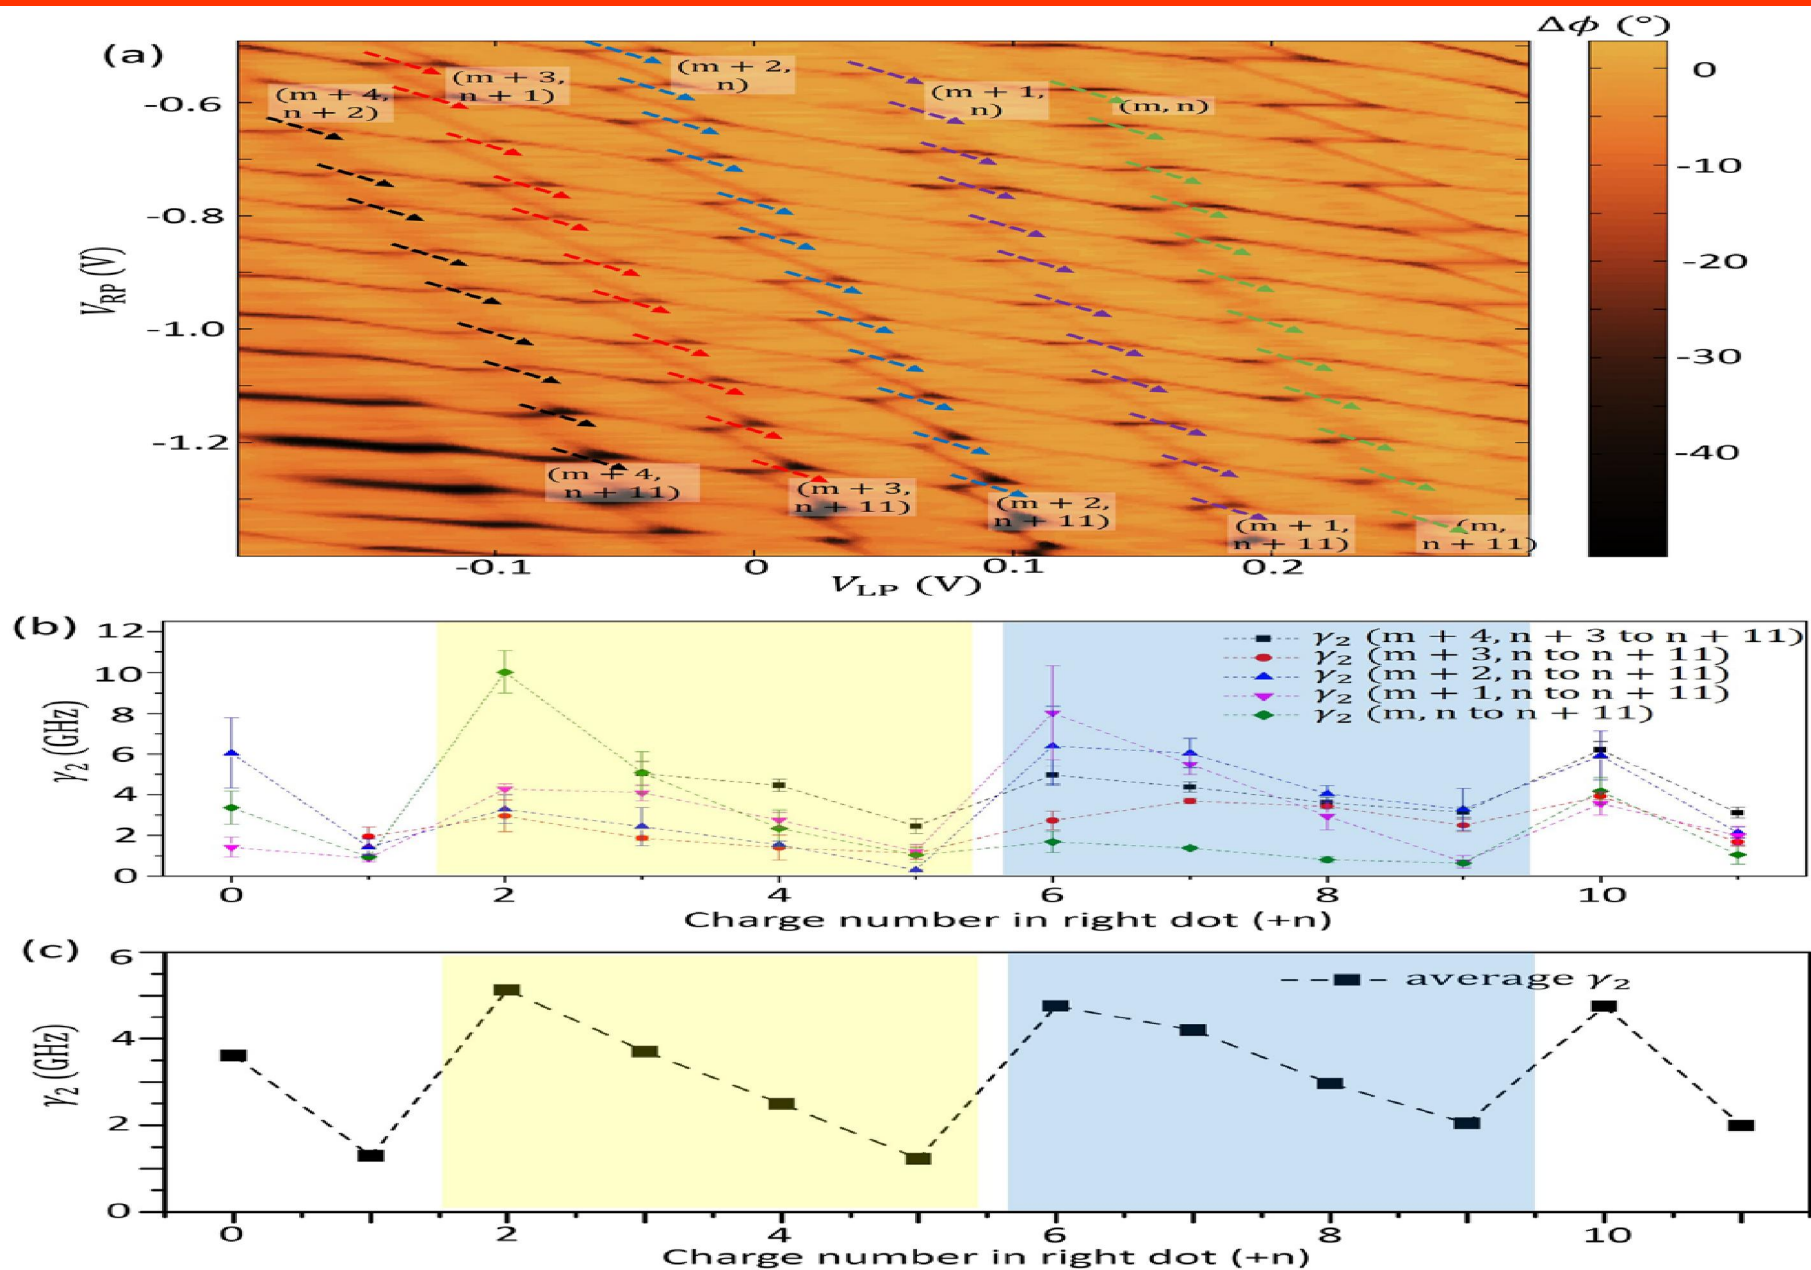 Δϕ (°)
(a)
(m + 4,
n + 2)
(m + 3,
n + 1)
(m + 2,
n)
(m + 1,
n)
(m, n)
(m + 4,
n + 11)
(m + 3,
n + 11)
(m + 2,
n + 11)
(m + 1,
n + 11)
(m,
n + 11)
-0.6
-0.8
-1.0
-1.2
V_RP (V)
-0.1
0
0.1
0.2
V_LP (V)
0
-10
-20
-30
-40
(b)
12
10
8
6
4
2
0
γ₂ (GHz)
γ₂ (m + 4, n + 3 to n + 11)
γ₂ (m + 3, n to n + 11)
γ₂ (m + 2, n to n + 11)
γ₂ (m + 1, n to n + 11)
γ₂ (m, n to n + 11)
0 2 4 6 8 10
Charge number in right dot (+n)
(c)
6
4
2
0
γ₂ (GHz)
average γ₂
0 2 4 6 8 10
Charge number in right dot (+n)